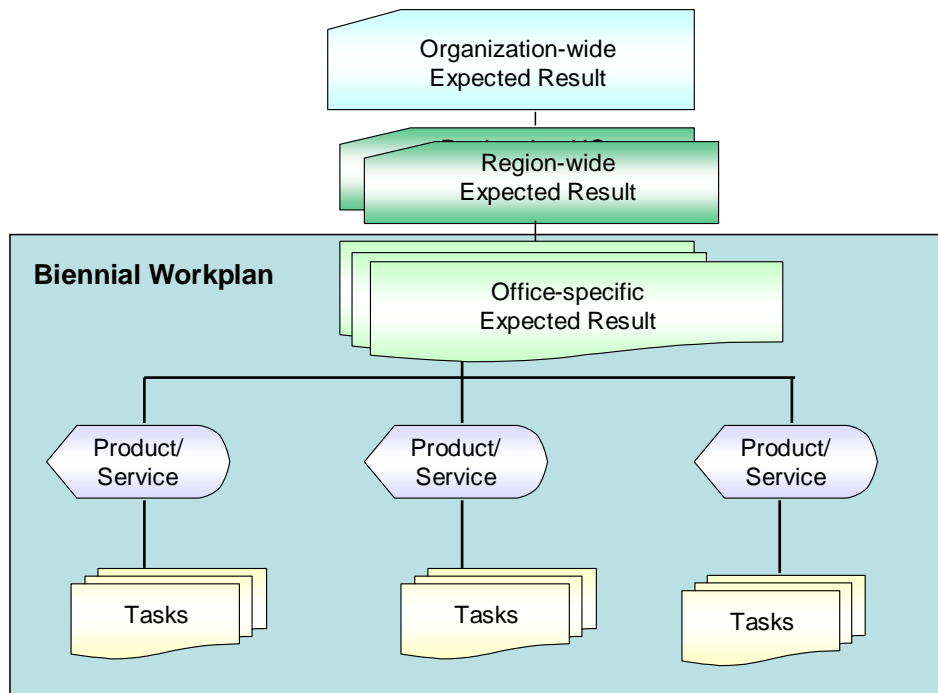 Organization-wide
Expected Result
Region-wide
Expected Result
Biennial Workplan
Office-specific
Expected Result
Product/
Service
Product/
Service
Product/
Service
Tasks
Tasks
Tasks